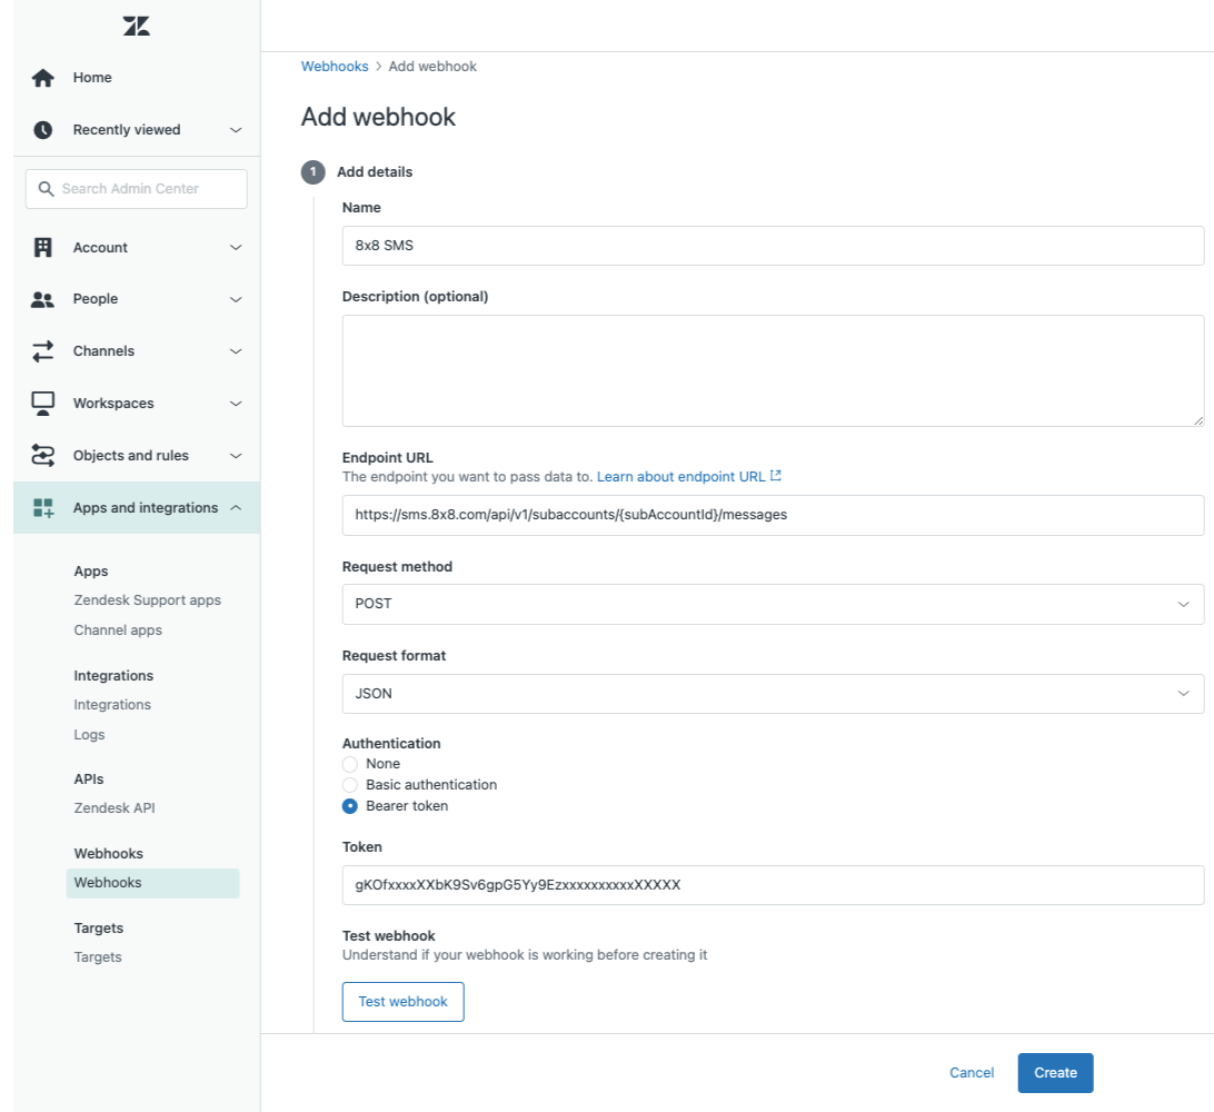 Home
Recently viewed
Search Admin Center
Account
People
Channels
Workspaces
Objects and rules
Apps and integrations
Apps
Zendesk Support apps
Channel apps
Integrations
Integrations
Logs
APIs
Zendesk API
Webhooks
Webhooks
Targets
Targets
Webhooks > Add webhook
Add webhook
1 Add details
Name
8x8 SMS
Description (optional)
Endpoint URL
The endpoint you want to pass data to. Learn about endpoint URL
https://sms.8x8.com/api/v1/subaccounts/{subAccountId}/messages
Request method
POST
Request format
JSON
Authentication
None
Basic authentication
Bearer token
Token
gKOfxxxxXXbK9Sv6gpG5Yy9EzxxxxxxxxxxXXXXX
Test webhook
Understand if your webhook is working before creating it
Test webhook
Cancel Create